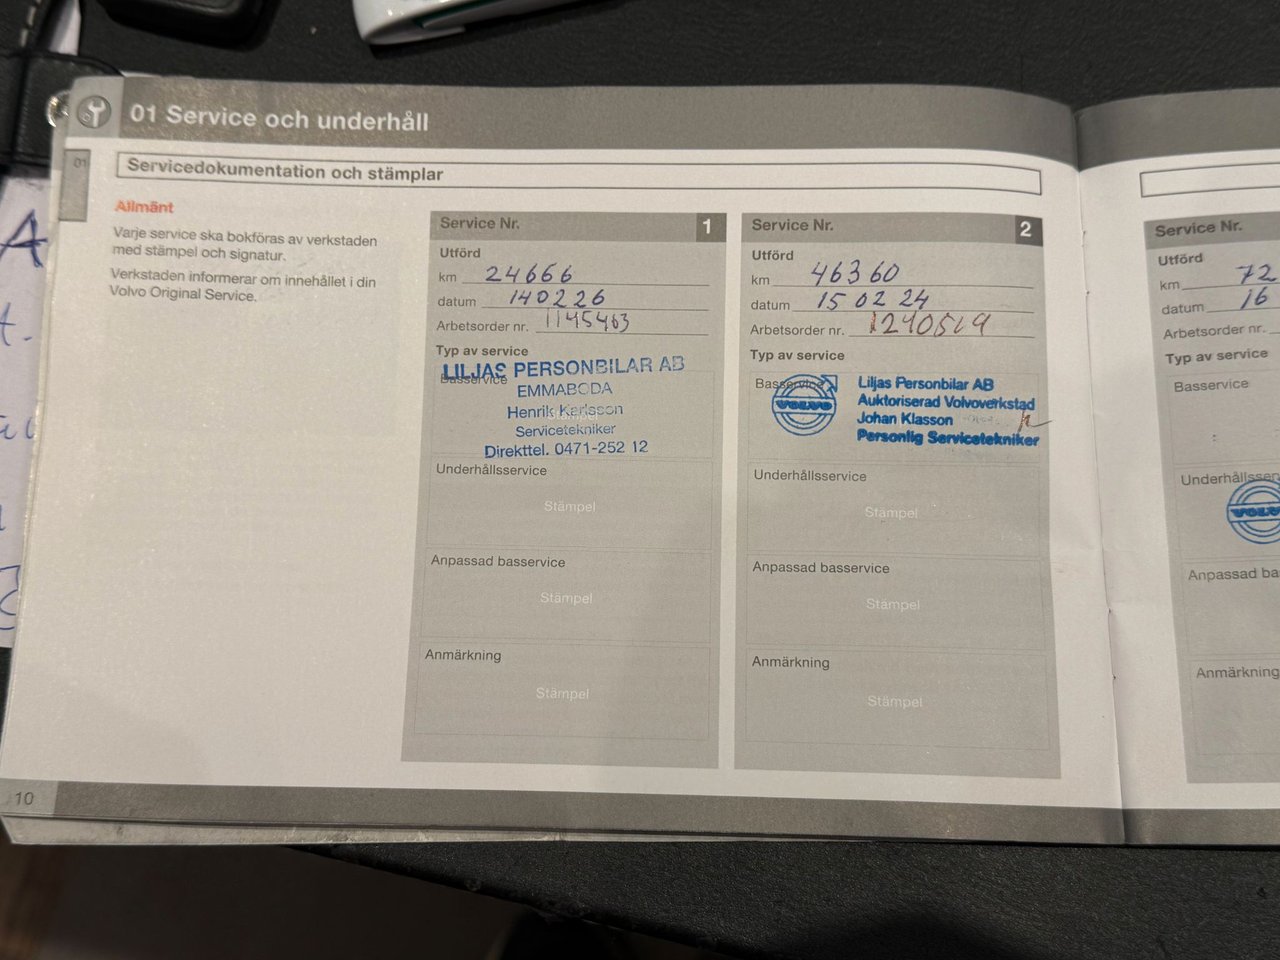 01 Service och underhåll
01
Servicedokumentation och stämplar
Allmänt
Varje service ska bokföras av verkstaden
med stämpel och signatur.
Verkstaden informerar om innehållet i din
Volvo Original Service.
Service Nr. 1
Utförd
km 24666
datum 140226
Arbetsorder nr. 1145463
Typ av service
Basservice
LILJAS PERSONBILAR AB
EMMABODA
Henrik Karlsson
Servicetekniker
Direkttel. 0471-252 12
Underhållsservice
Stämpel
Anpassad basservice
Stämpel
Anmärkning
Stämpel
Service Nr. 2
Utförd
km 46360
datum 15 02 24
Arbetsorder nr. 1240519
Typ av service
Basservice
VOLVO
Liljas Personbilar AB
Auktoriserad Volvoverkstad
Johan Klasson
Personlig Servicetekniker
Underhållsservice
Stämpel
Anpassad basservice
Stämpel
Anmärkning
Stämpel
Service Nr.
Utförd
km 72
datum 16
Arbetsorder nr.
Typ av service
Basservice
Underhållsser
VOLV
Anpassad ba
Anmärkning
10